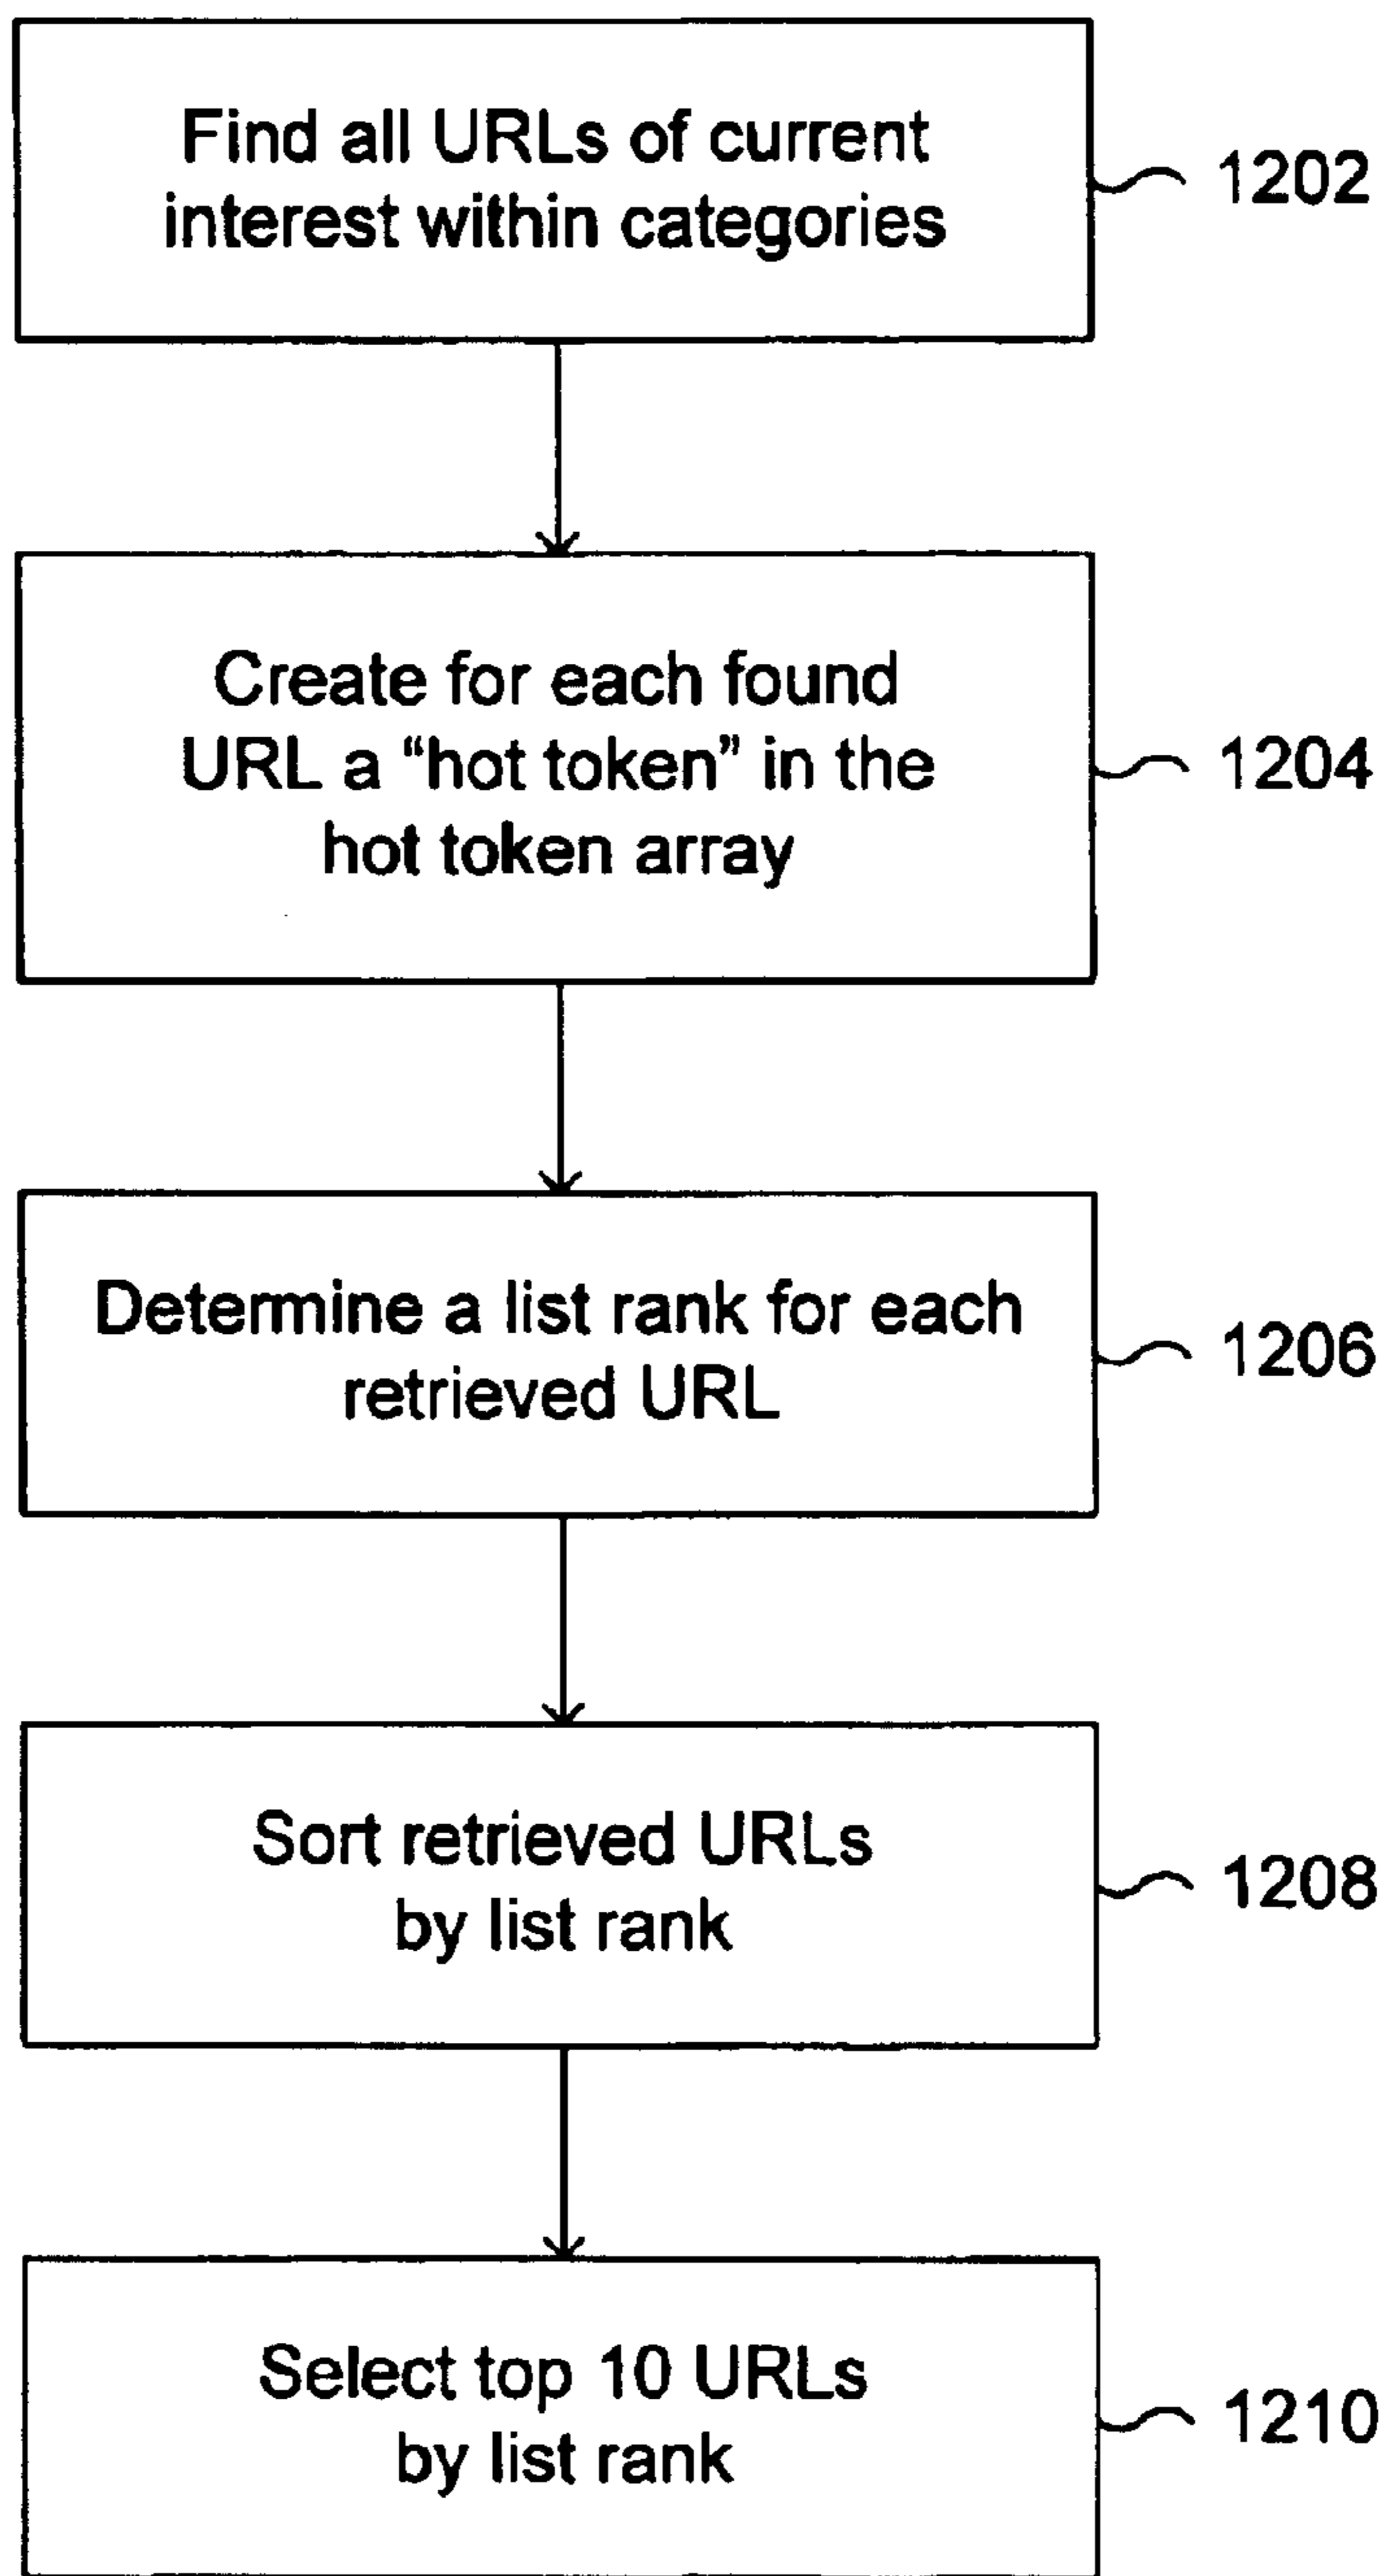 Find all URLs of current
interest within categories
1202
Create for each found
URL a “hot token” in the
hot token array
1204
Determine a list rank for each
retrieved URL
1206
Sort retrieved URLs
by list rank
1208
Select top 10 URLs
by list rank
1210